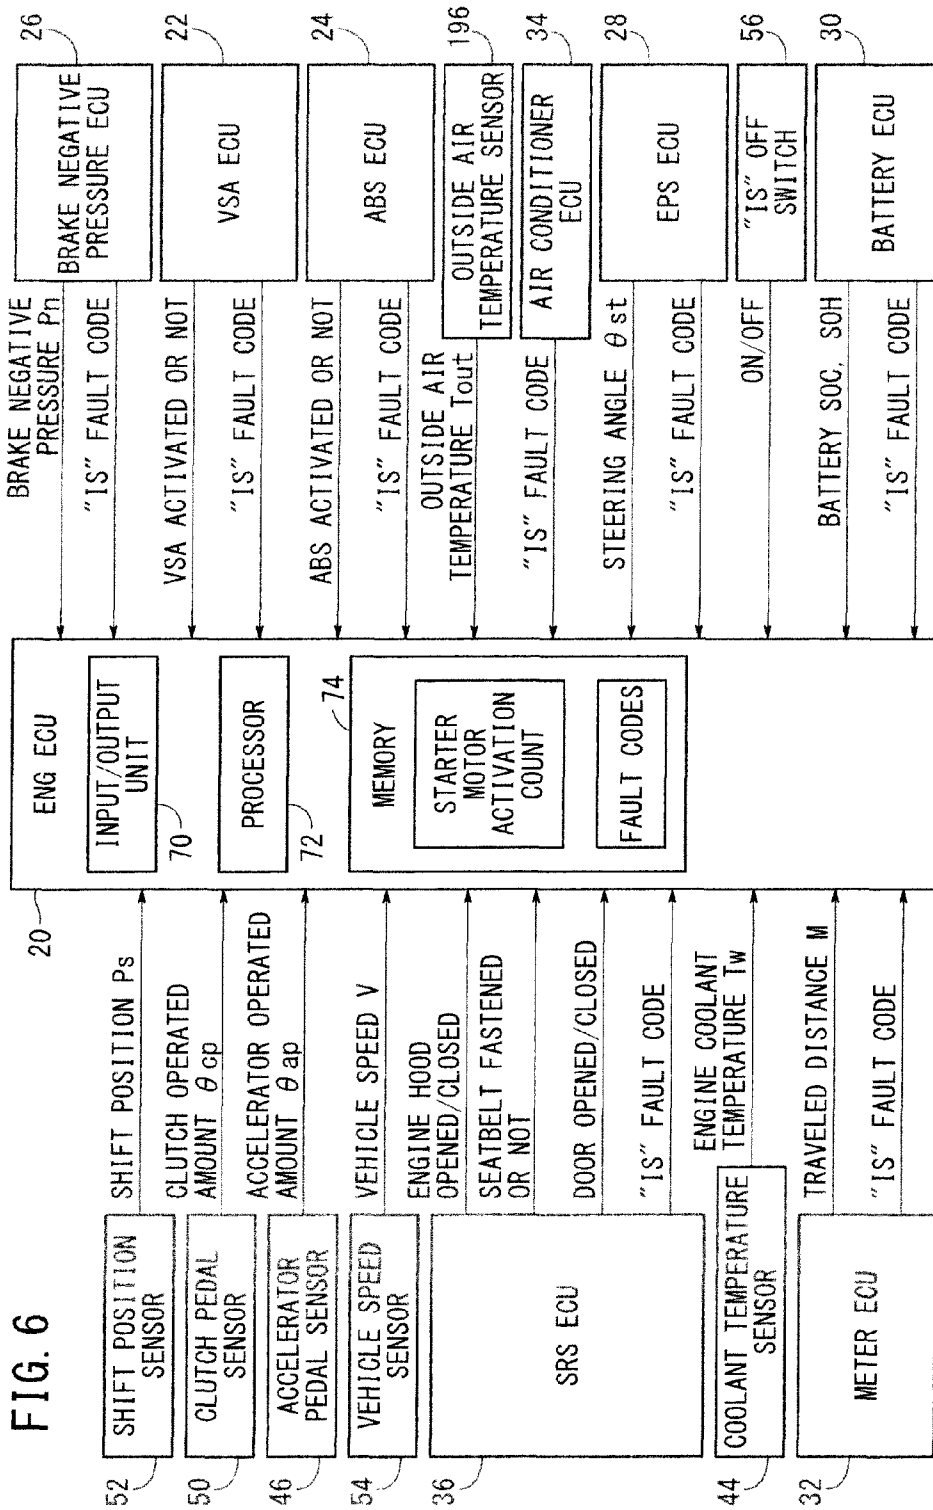 FIG. 6
52
SHIFT POSITION
SENSOR
SHIFT POSITION Ps
50
CLUTCH PEDAL
SENSOR
CLUTCH OPERATED
AMOUNT θcp
46
ACCELERATOR
PEDAL SENSOR
ACCELERATOR OPERATED
AMOUNT θap
54
VEHICLE SPEED
SENSOR
VEHICLE SPEED V
36
SRS ECU
ENGINE HOOD
OPENED/CLOSED
SEATBELT FASTENED
OR NOT
DOOR OPENED/CLOSED
"IS" FAULT CODE
44
COOLANT TEMPERATURE
SENSOR
ENGINE COOLANT
TEMPERATURE Tw
32
METER ECU
TRAVELED DISTANCE M
"IS" FAULT CODE
20
ENG ECU
INPUT/OUTPUT
UNIT
70
PROCESSOR
72
74
MEMORY
STARTER
MOTOR
ACTIVATION
COUNT
FAULT CODES
BRAKE NEGATIVE
PRESSURE Pn
"IS" FAULT CODE
BRAKE NEGATIVE
PRESSURE ECU
26
VSA ACTIVATED OR NOT
"IS" FAULT CODE
VSA ECU
22
ABS ACTIVATED OR NOT
"IS" FAULT CODE
ABS ECU
24
OUTSIDE AIR
TEMPERATURE Tout
OUTSIDE AIR
TEMPERATURE SENSOR
196
"IS" FAULT CODE
AIR CONDITIONER
ECU
34
STEERING ANGLE θst
"IS" FAULT CODE
EPS ECU
28
ON/OFF
"IS" OFF
SWITCH
56
BATTERY SOC, SOH
"IS" FAULT CODE
BATTERY ECU
30